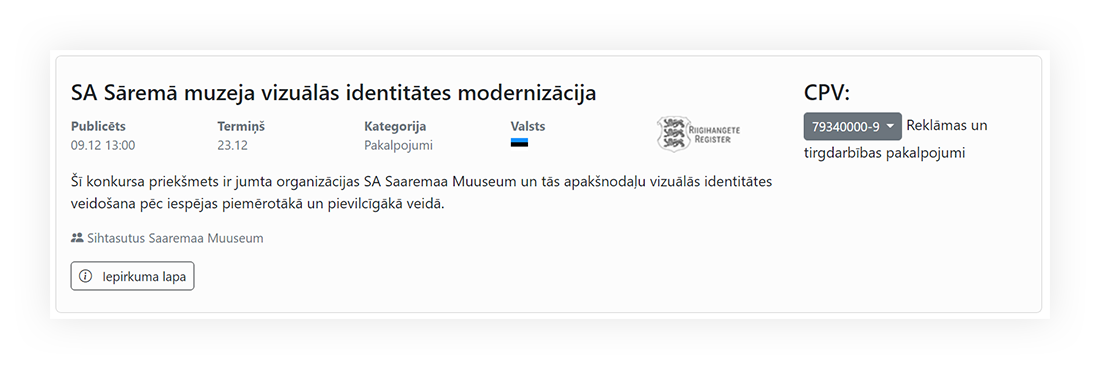 SA Sāremā muzeja vizuālās identitātes modernizācija
Publicēts Termiņš Kategorija Valsts
09.12 13:00 23.12 Pakalpojumi
RIIGIHANGETE
REGISTER
Šī konkursa priekšmets ir jumta organizācijas SA Saaremaa Muuseum un tās apakšnodaļu vizuālās identitātes
veidošana pēc iespējas piemērotākā un pievilcīgākā veidā.
Sihtasutus Saaremaa Muuseum
Iepirkuma lapa
CPV:
79340000-9 Reklāmas un
tirgdarbības pakalpojumi